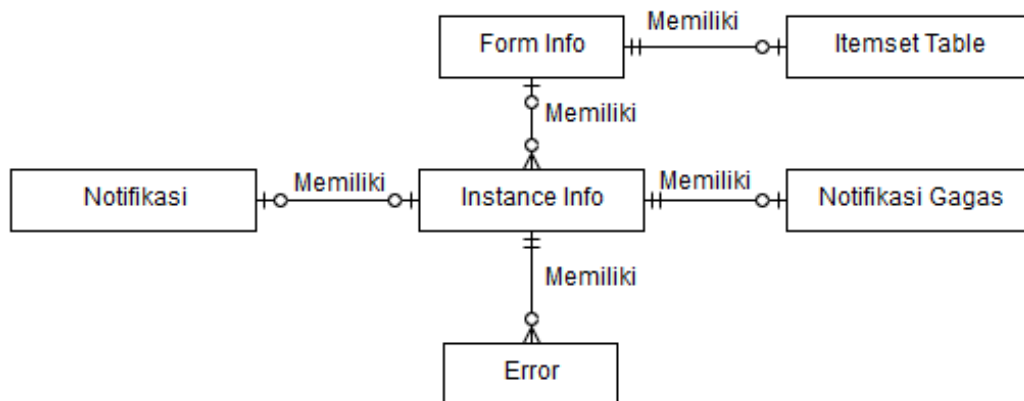 Memiliki
Form Info
Itemset Table
Memiliki
Notifikasi
Memiliki
Instance Info
Memiliki
Notifikasi Gagas
Memiliki
Error